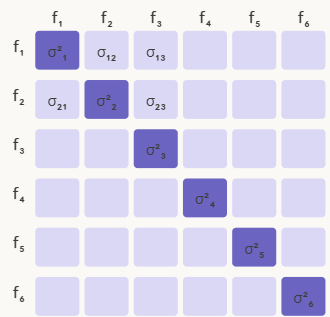 f₁ f₂ f₃ f₄ f₅ f₆
f₁ σ²₁ σ₁₂ σ₁₃
f₂ σ₂₁ σ²₂ σ₂₃
f₃ σ²₃
f₄ σ²₄
f₅ σ²₅
f₆ σ²₆